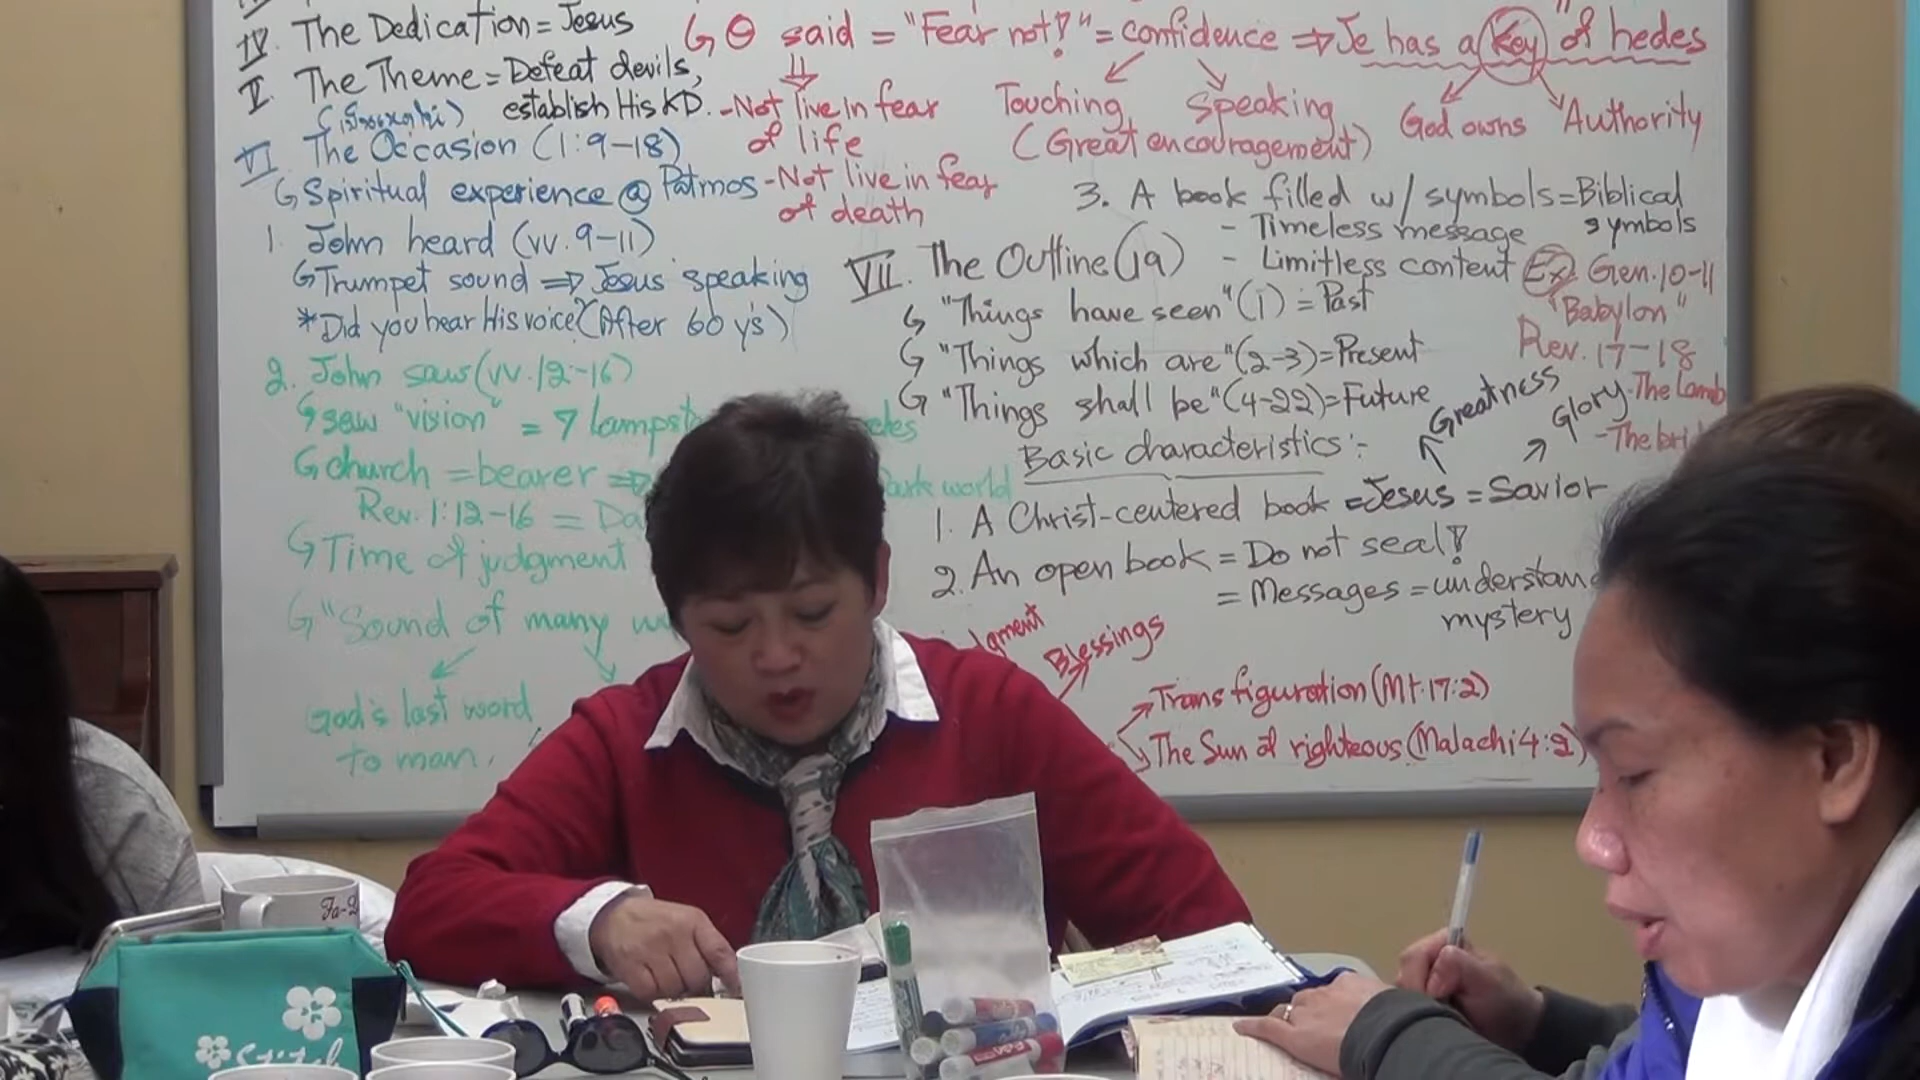 IV. The Dedication = Jesus
V. The Theme = Defeat devils,
establish His KD.
VI The Occasion (1:9-18)
Spiritual experience @ Patmos
1. John heard (vv. 9-11)
Trumpet sound ⇒ Jesus speaking
*Did you hear His voice? (After 60 y's)
2. John saw (vv. 12-16)
saw "vision" = 7 lampst
church = bearer ⇒
Dark world
Rev. 1:12-16 = Da
Time of judgment
"Sound of many
God's last word
to man.
Θ said = "Fear not!" = confidence ⇒ Je has a "Key" of hedes
-Not live in fear
of life
-Not live in fear
of death
Touching
Speaking
(Great encouragement)
God owns
Authority
3. A book filled w/ symbols = Biblical
symbols
- Timeless message
- Limitless content
Ex. Gen. 10-11
"Babylon"
Rev. 17-18
-The Lamb
-The brid
VII. The Outline (19)
"Things have seen" (1) = Past
"Things which are" (2-3) = Present
"Things shall be" (4-22) = Future
Basic characteristics:-
Greatness
Glory
1. A Christ-centered book = Jesus = Savior
2. An open book = Do not seal!
= Messages = understand
mystery
Blessings
Transfiguration (Mt. 17:2)
The Sun of righteous (Malachi 4:2)
Fa-